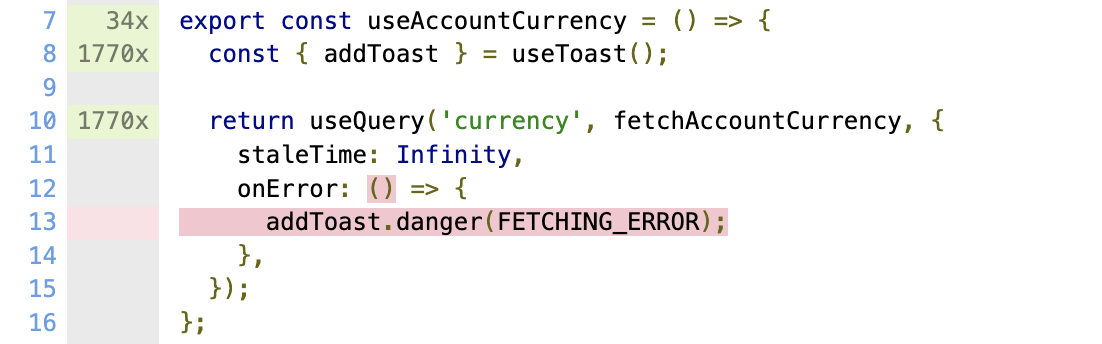 7 34x export const useAccountCurrency = () => {
8 1770x const { addToast } = useToast();
9
10 1770x return useQuery('currency', fetchAccountCurrency, {
11 staleTime: Infinity,
12 onError: () => {
13 addToast.danger(FETCHING_ERROR);
14 },
15 });
16 };